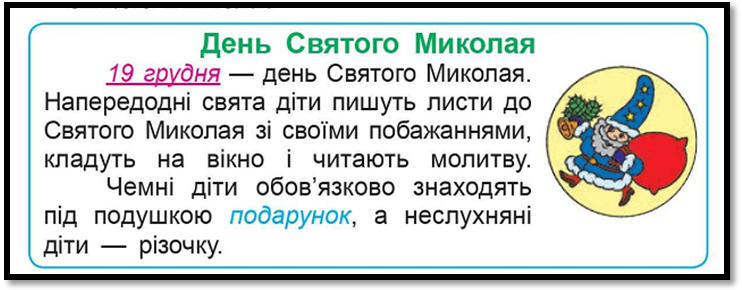 День Святого Миколая
19 грудня — день Святого Миколая.
Напередодні свята діти пишуть листи до
Святого Миколая зі своїми побажаннями,
кладуть на вікно і читають молитву.
Чемні діти обов’язково знаходять
під подушкою подарунок, а неслухняні
діти — різочку.